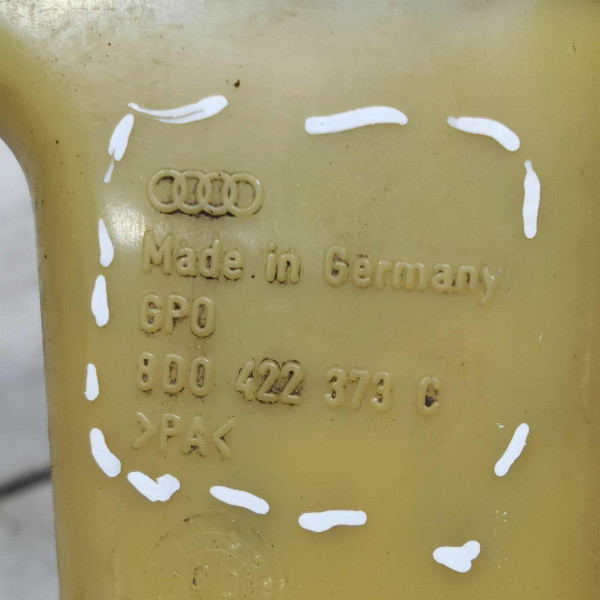 Made in Germany
GPO
8D0 422 373 C
>PA<